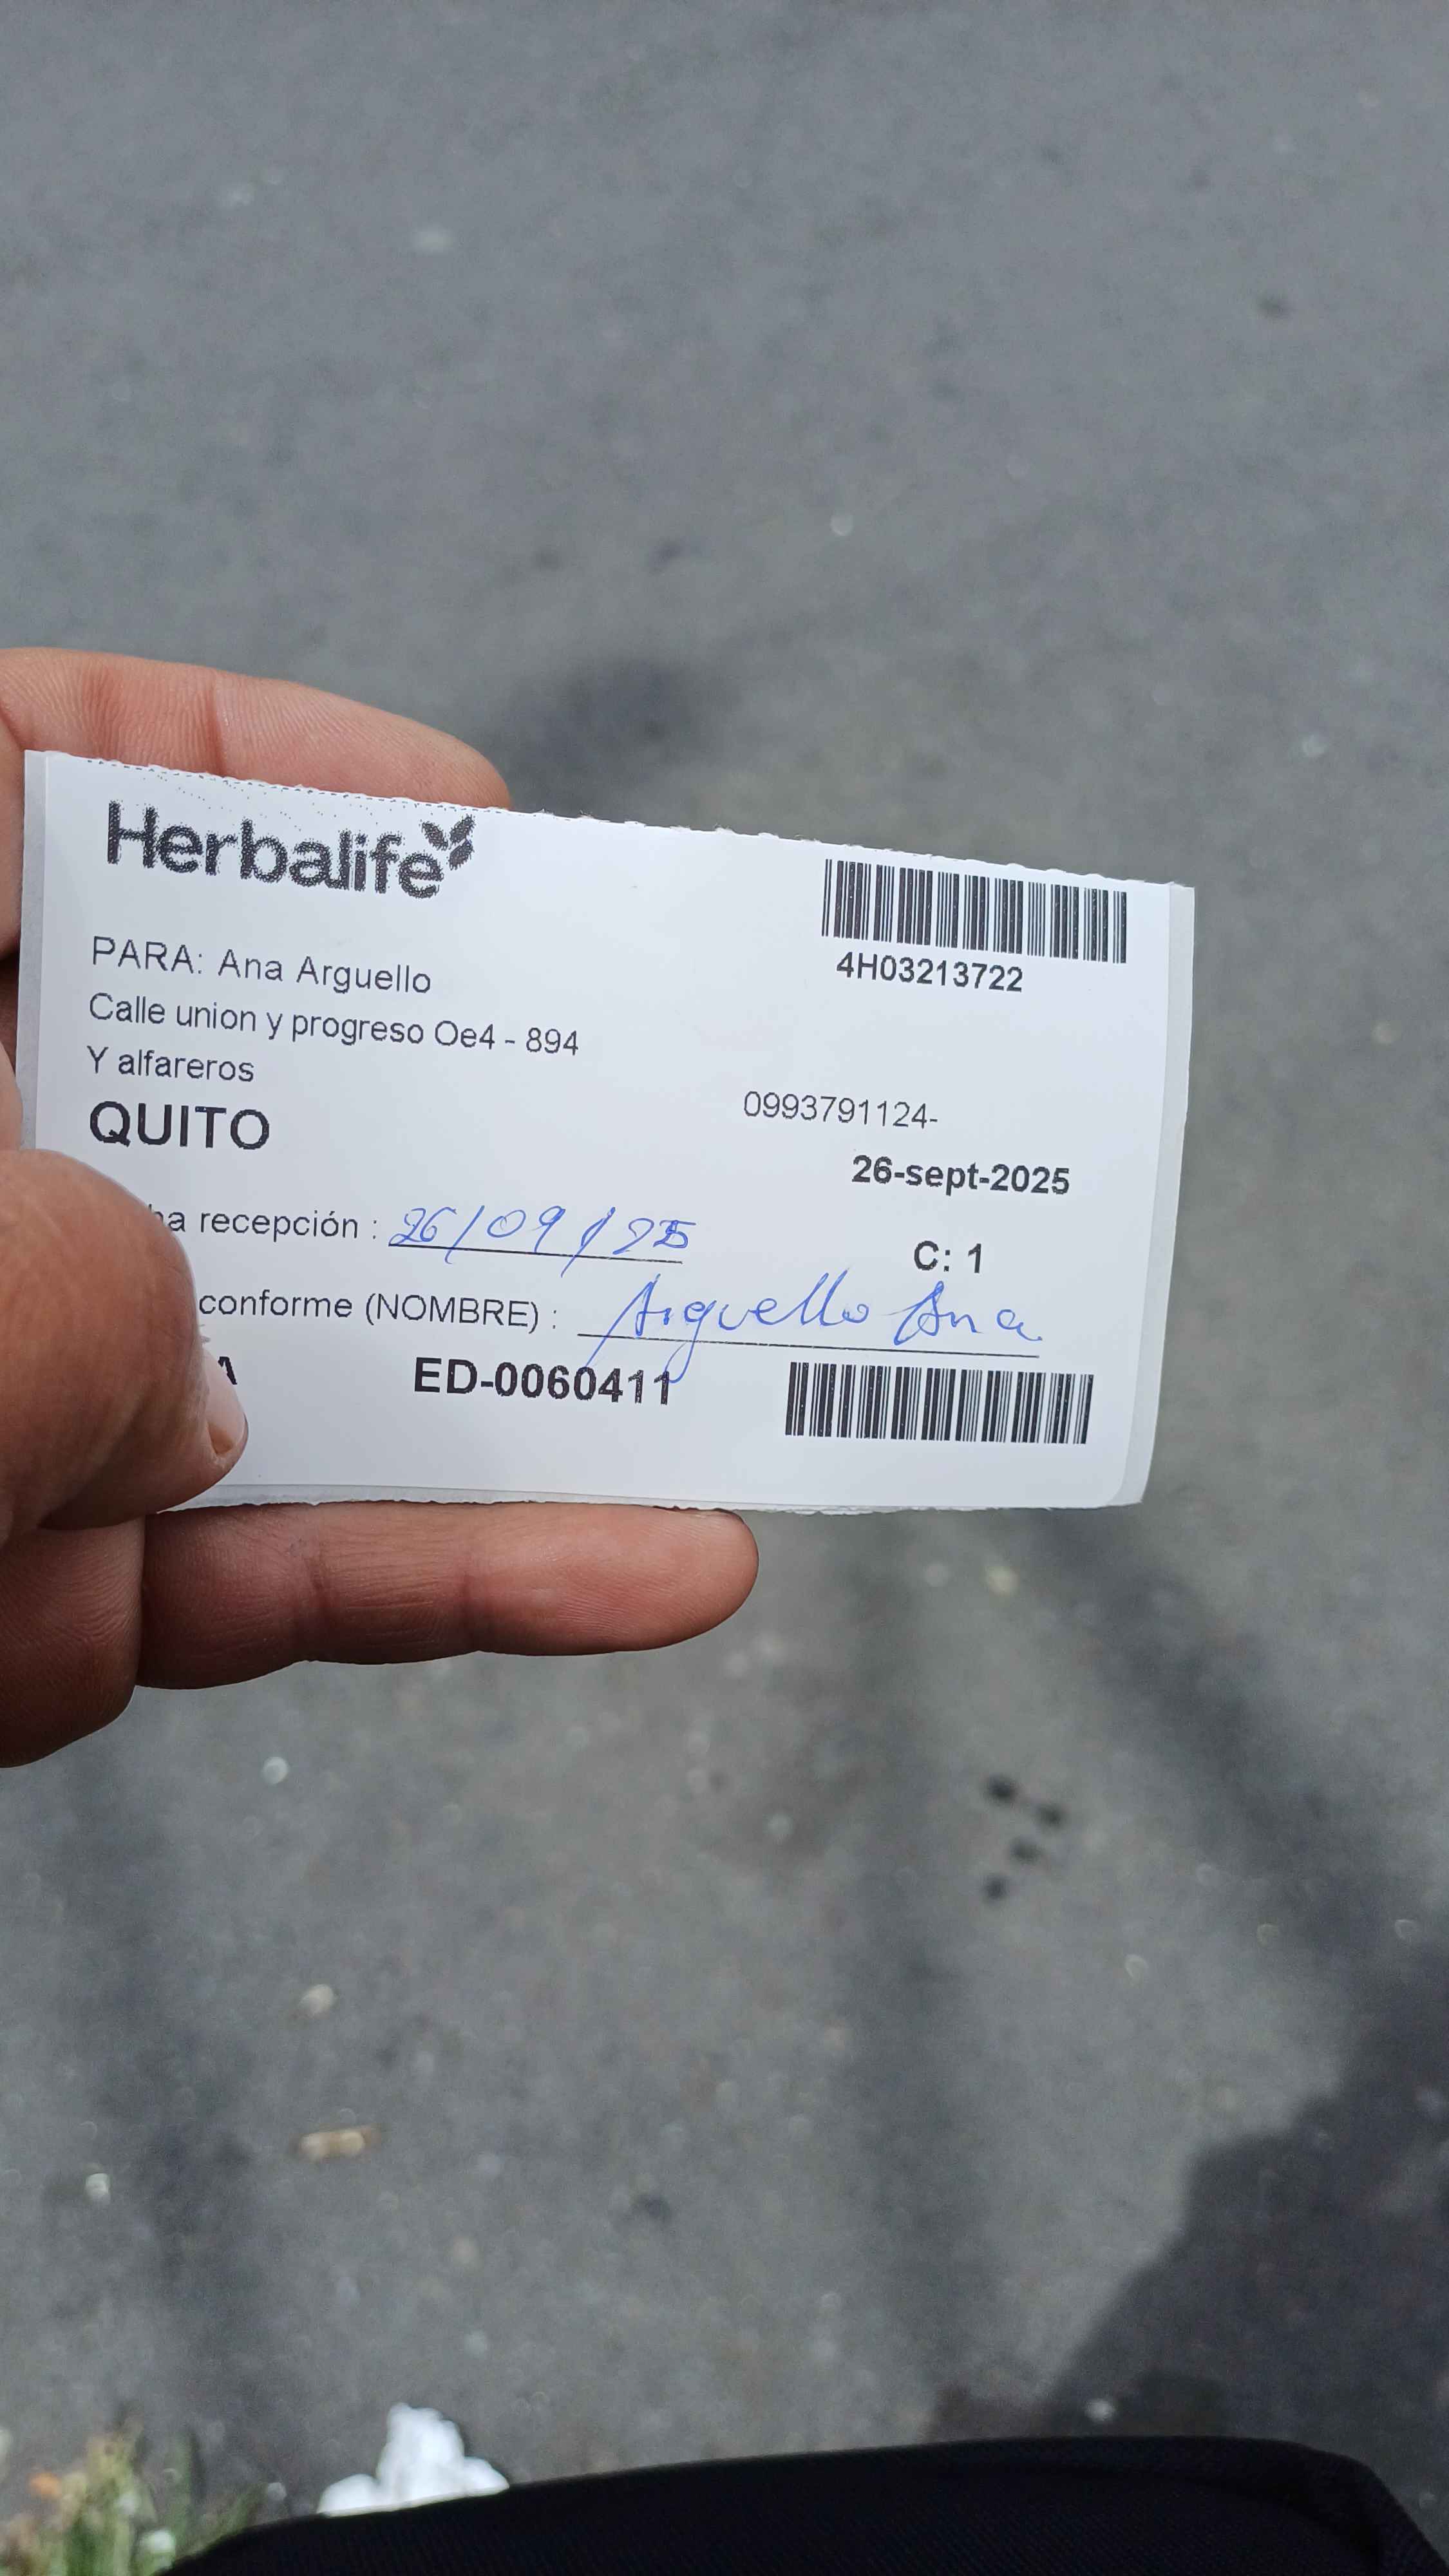 Herbalife
4H03213722
PARA: Ana Arguello
Calle union y progreso Oe4 - 894
Y alfareros
0993791124-
QUITO
26-sept-2025
ha recepción : 26/09/25
C: 1
conforme (NOMBRE) : Arguello Ana
A ED-0060411